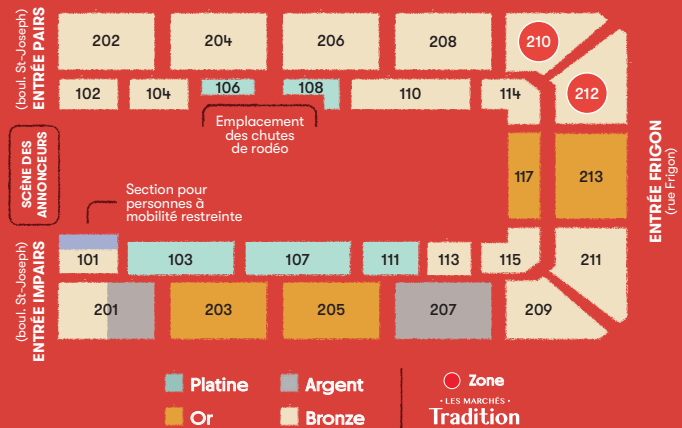 (boul. St-Joseph)
ENTRÉE PAIRS
202
204
206
208
210
102
104
106
108
110
114
212
Emplacement
des chutes
de rodéo
SCÈNE DES
ANNONCEURS
117
213
ENTRÉE FRIGON
(rue Frigon)
Section pour
personnes à
mobilité restreinte
(boul. St-Joseph)
ENTRÉE IMPAIRS
101
103
107
111
113
115
211
201
203
205
207
209
Platine
Argent
Zone
Or
Bronze
• LES MARCHÉS •
Tradition